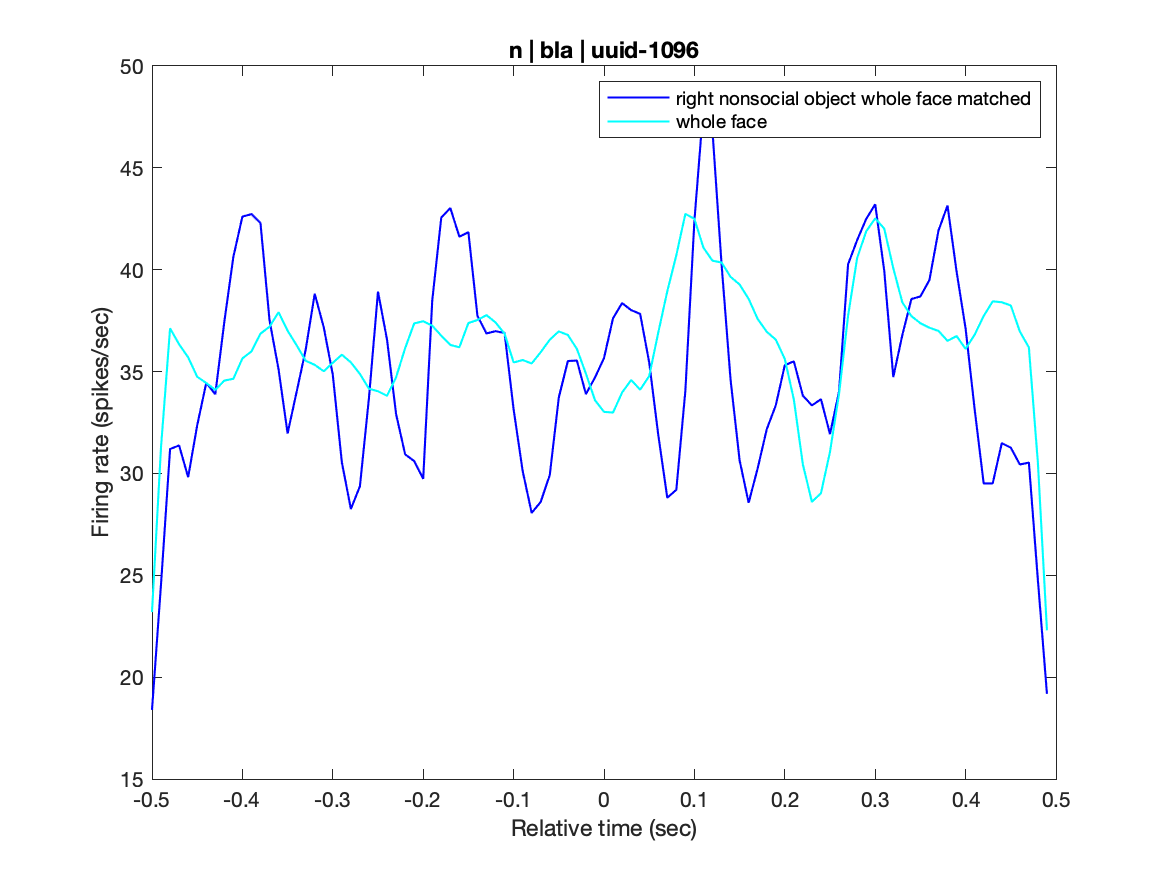 n | bla | uuid-1096
50
right nonsocial object whole face matched
whole face
45
40
35
30
25
20
15
Firing rate (spikes/sec)
-0.5 -0.4 -0.3 -0.2 -0.1 0 0.1 0.2 0.3 0.4 0.5
Relative time (sec)